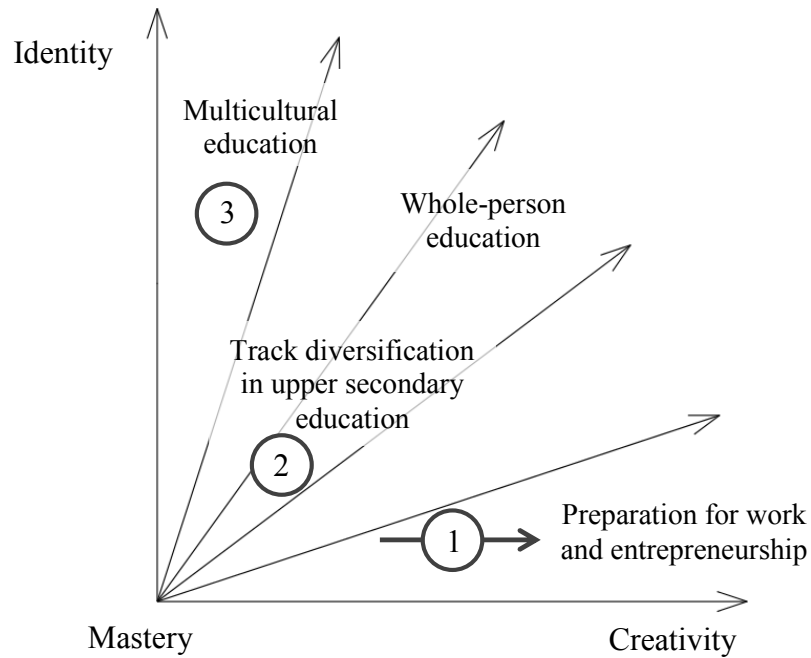 Identity
Multicultural
education
3
Whole-person
education
Track diversification
in upper secondary
education
2
1
Preparation for work
and entrepreneurship
Mastery
Creativity